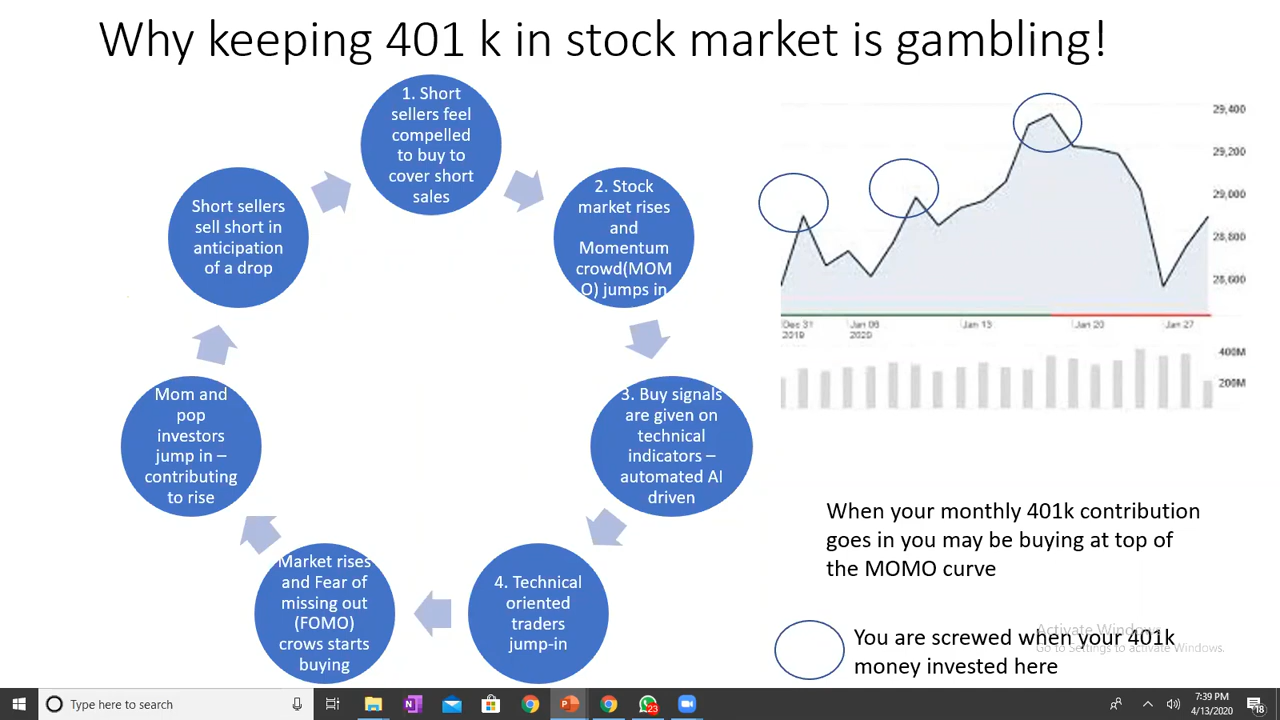 Why keeping 401 k in stock market is gambling!
1. Short
sellers feel
compelled
to buy to
cover short
sales
2. Stock
market rises
and
Momentum
crowd(MOM
O) jumps in
3. Buy signals
are given on
technical
indicators –
automated AI
driven
4. Technical
oriented
traders
jump-in
Market rises
and Fear of
missing out
(FOMO)
crows starts
buying
Mom and
pop
investors
jump in –
contributing
to rise
Short sellers
sell short in
anticipation
of a drop
29,400
29,200
29,000
28,800
28,600
Dec 31
2019
Jan 06
2020
Jan 13
Jan 20
Jan 27
400M
200M
When your monthly 401k contribution
goes in you may be buying at top of
the MOMO curve
You are screwed when your 401k
money invested here
Activate Windows
Go to Settings to activate Windows.
Type here to search
N
P
23
7:39 PM
4/13/2020
18